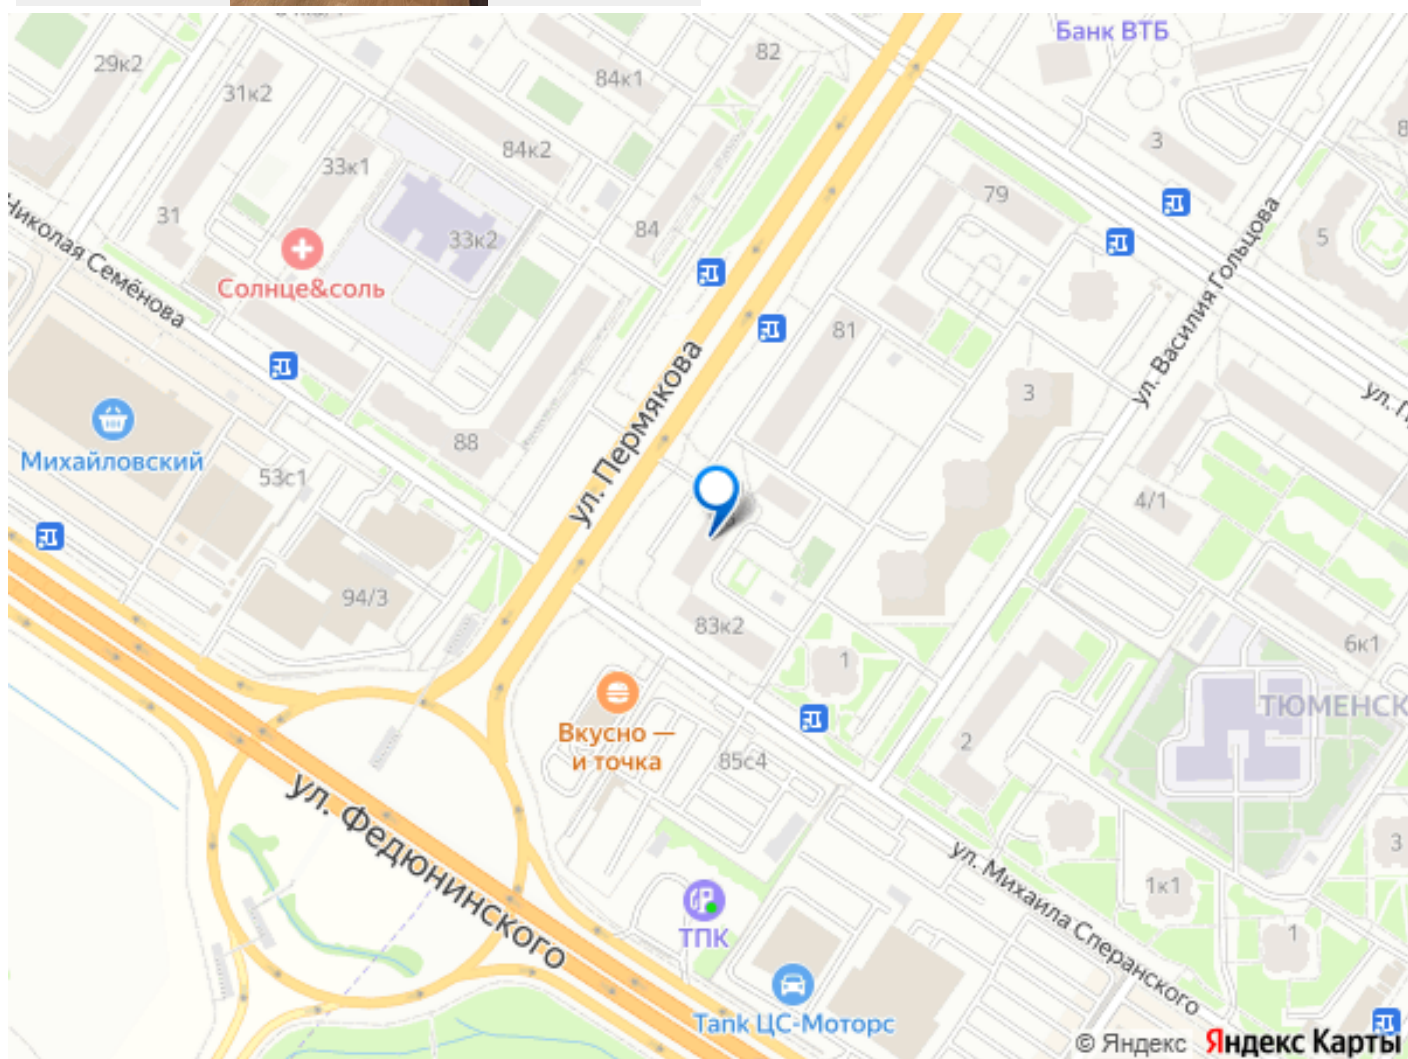 Банк ВТБ
82
29к2
84к1
31к2
3
84к2
33к1
79
31
84
33к2
5
Солнце&соль
ул. Василия Гольцова
Николая Семёнова
81
ул. Пермякова
3
88
Михайловский
53с1
4/1
94/3
83к2
6к1
1
ТЮМЕНСК
Вкусно —
и точка
2
85с4
ул. Федюнинского
3
ул. Михаила Сперанского
1к1
ТПК
1
Tank ЦС-Моторс
© Яндекс Яндекс Карты